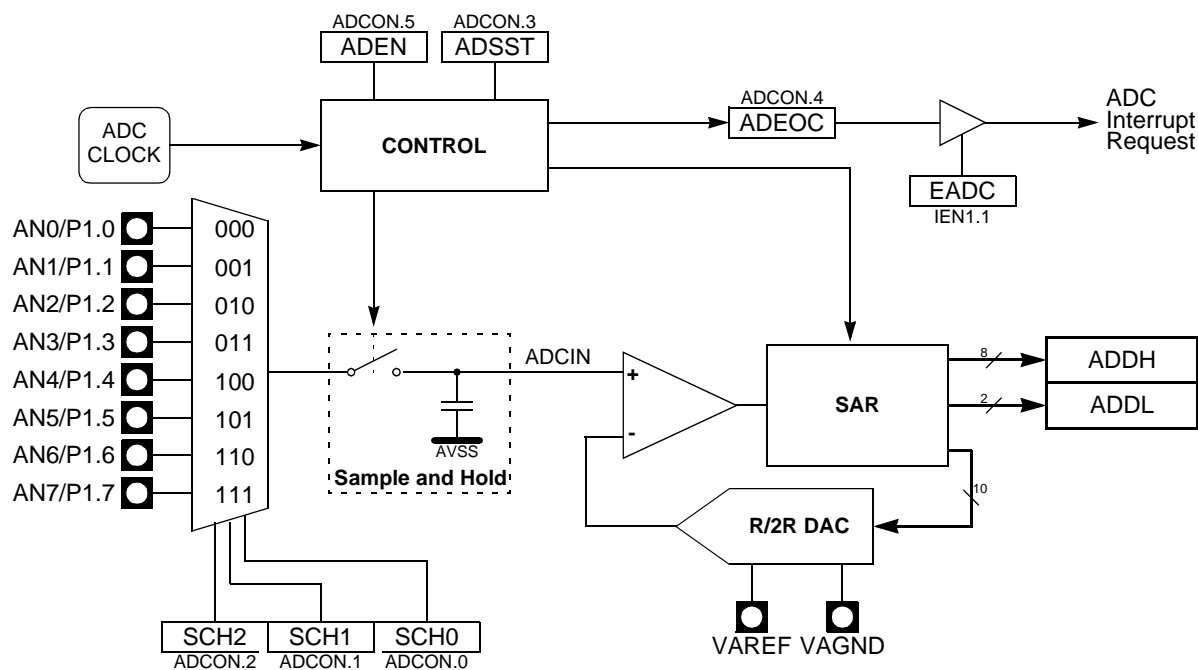 ADCON.5
ADEN
ADCON.3
ADSST
ADC
CLOCK
CONTROL
ADCON.4
ADEOC
ADC
Interrupt
Request
EADC
IEN1.1
AN0/P1.0
000
AN1/P1.1
001
AN2/P1.2
010
AN3/P1.3
011
AN4/P1.4
100
AN5/P1.5
101
AN6/P1.6
110
AN7/P1.7
111
ADCIN
AVSS
Sample and Hold
+
-
SAR
8
ADDH
2
ADDL
10
R/2R DAC
VAREF
VAGND
SCH2
SCH1
SCH0
ADCON.2
ADCON.1
ADCON.0